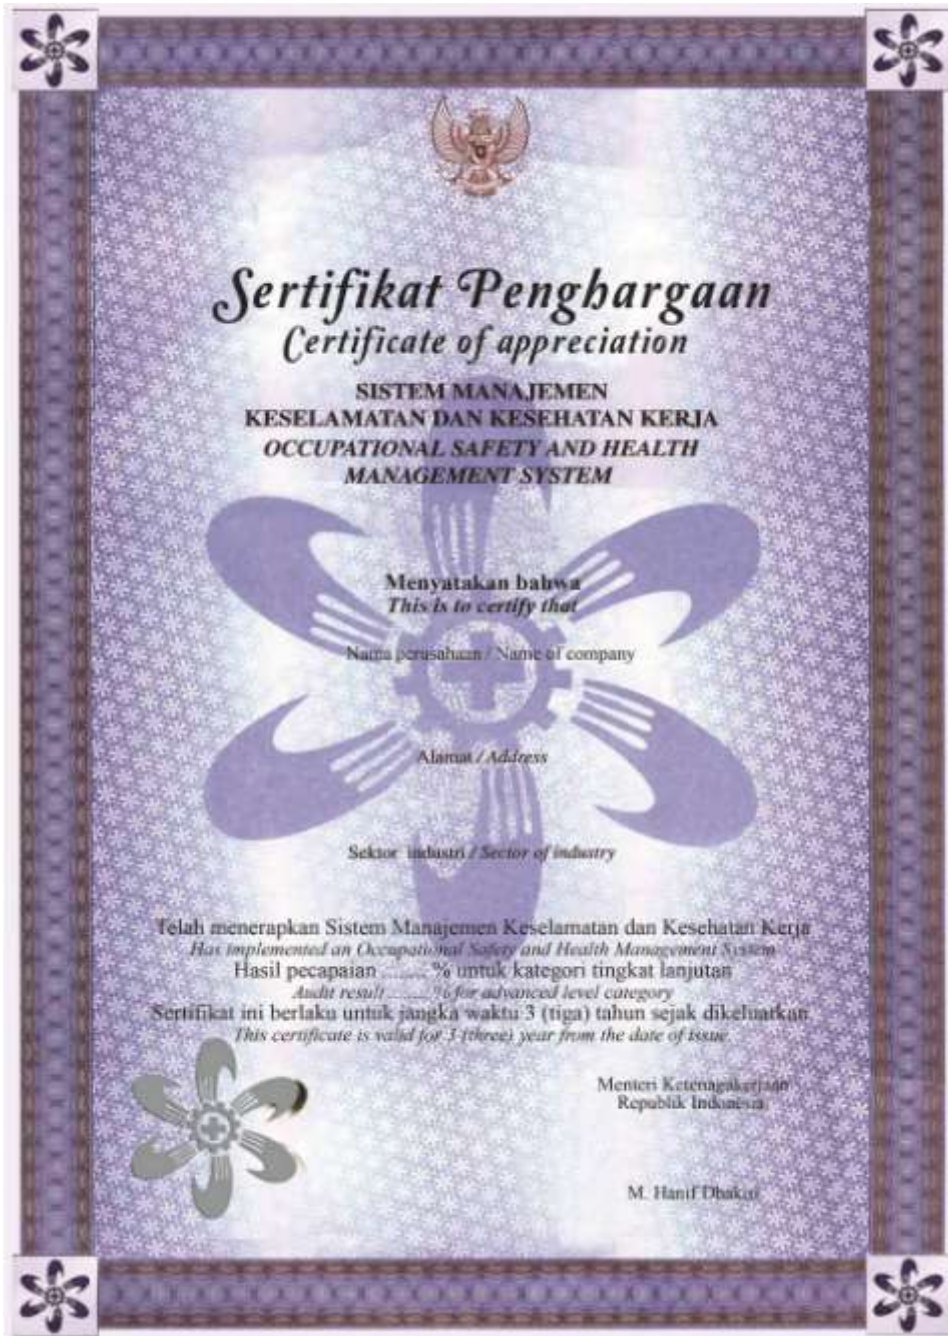 Sertifikat Penghargaan
Certificate of appreciation
SISTEM MANAJEMEN
KESELAMATAN DAN KESEHATAN KERJA
OCCUPATIONAL SAFETY AND HEALTH
MANAGEMENT SYSTEM
Menyatakan bahwa
This is to certify that
Nama perusahaan / Name of company
Alamat / Address
Sektor industri / Sector of industry
Telah menerapkan Sistem Manajemen Keselamatan dan Kesehatan Kerja
Has implemented an Occupational Safety and Health Management System
Hasil pecapaian ........ % untuk kategori tingkat lanjutan
Audit result ........ % for advanced level category
Sertifikat ini berlaku untuk jangka waktu 3 (tiga) tahun sejak dikeluarkan
This certificate is valid for 3 (three) year from the date of issue
Menteri Ketenagakerjaan
Republik Indonesia
M. Hanif Dhakiri